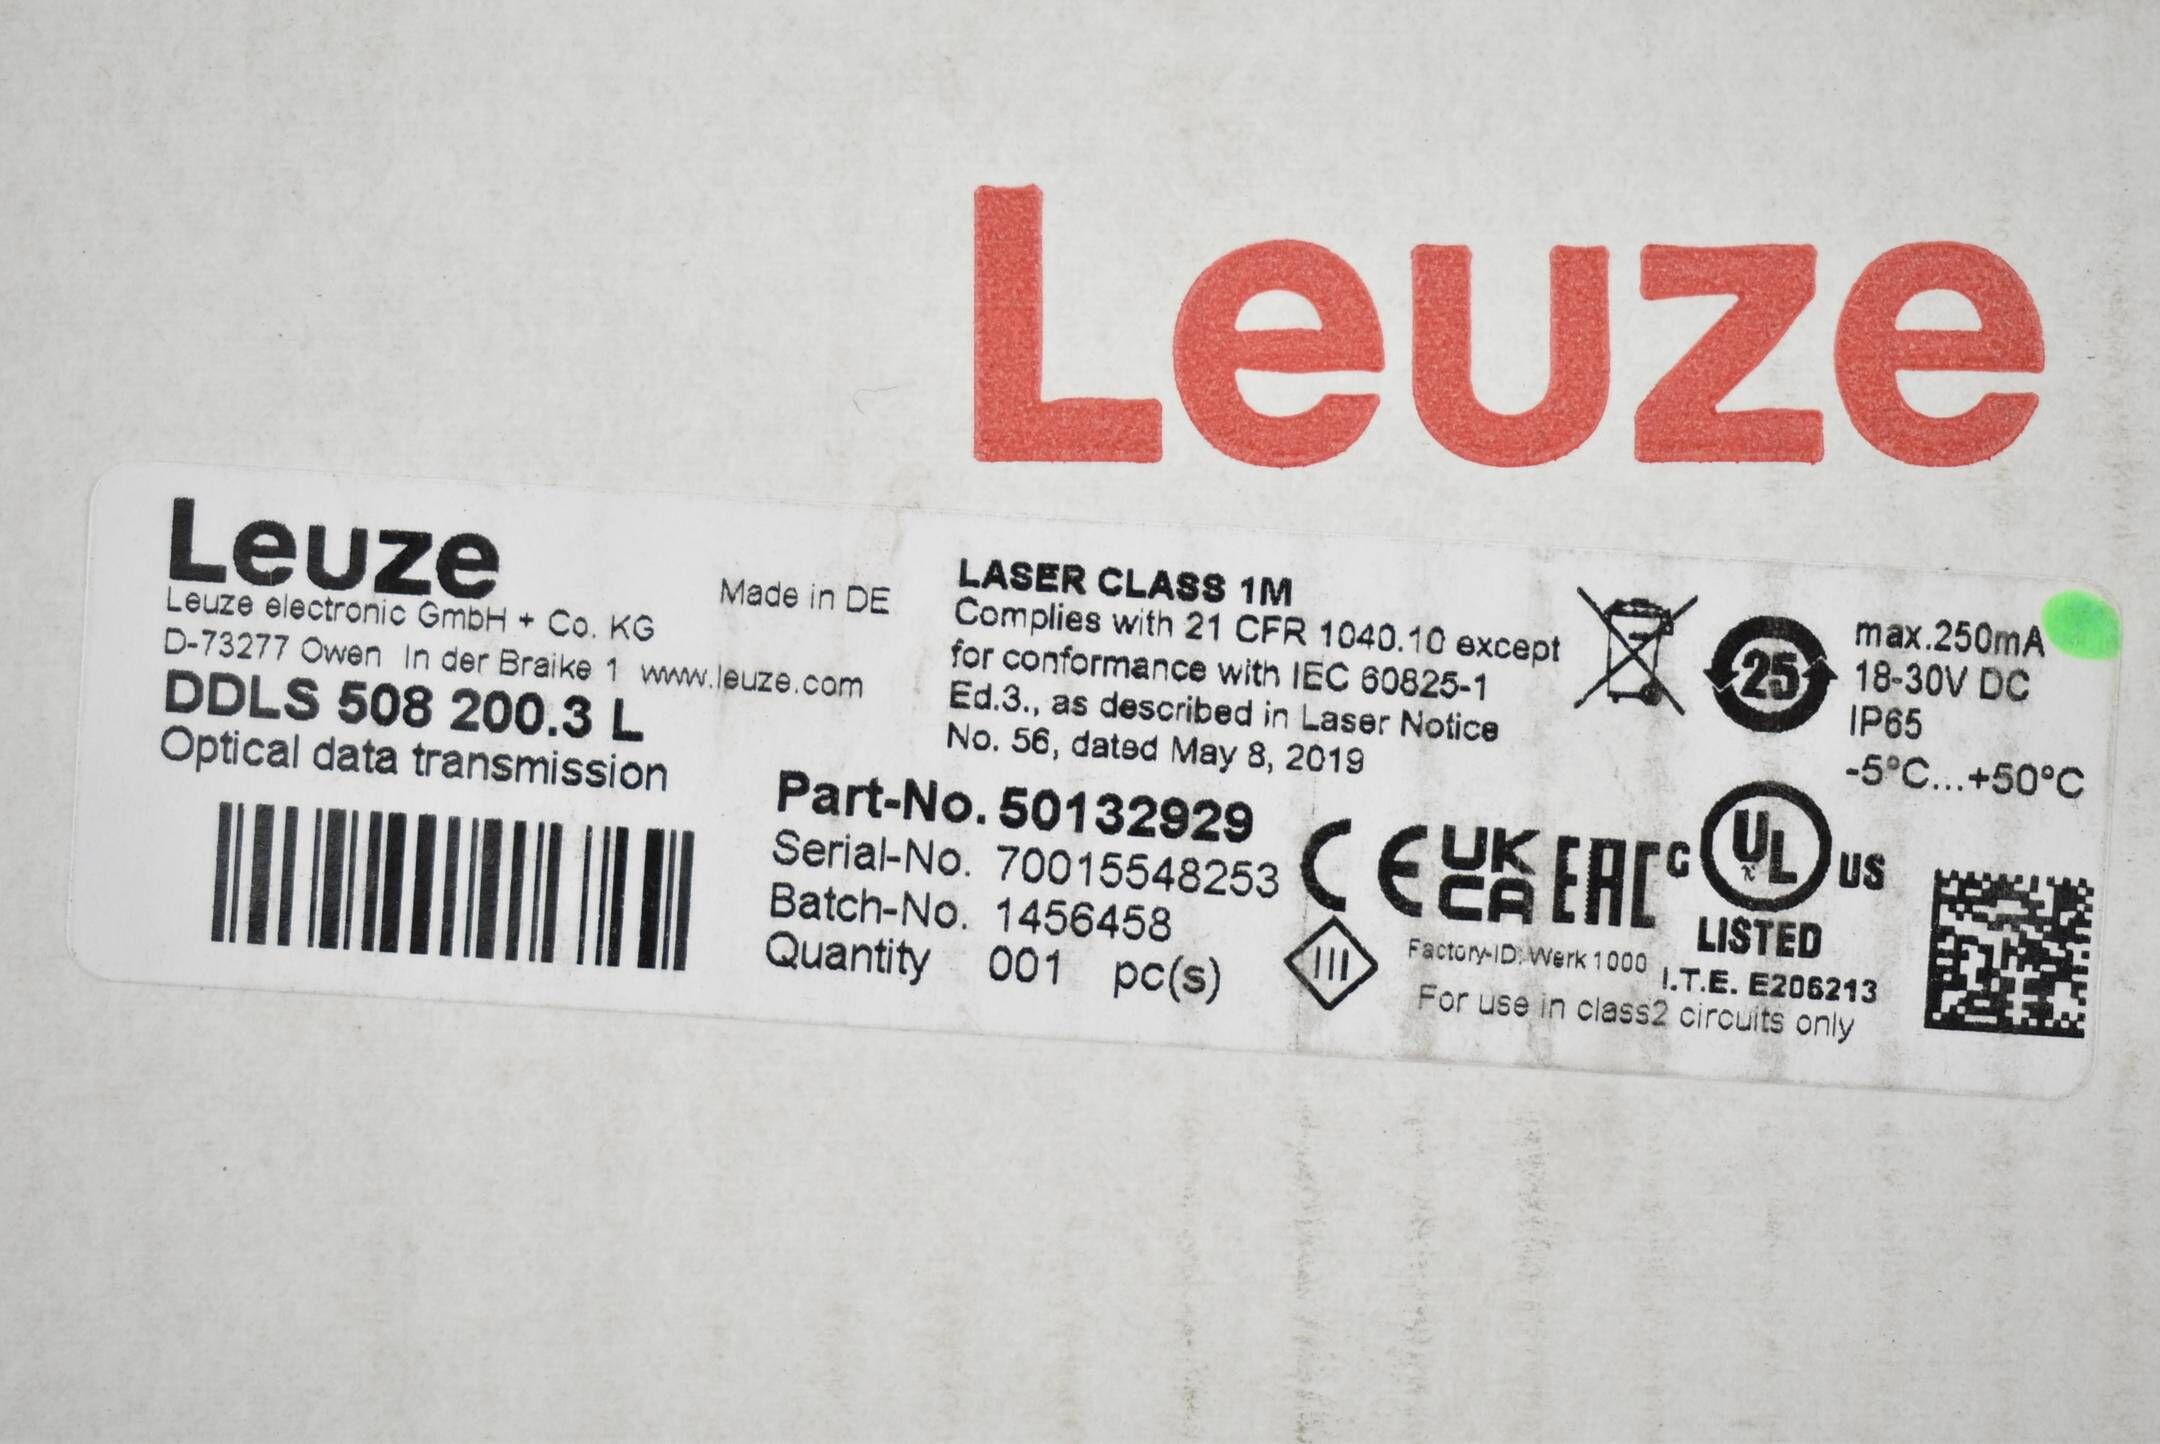 Leuze
Leuze
Leuze electronic GmbH + Co. KG
D-73277 Owen In der Braike 1 www.leuze.com
Made in DE
DDLS 508 200.3 L
Optical data transmission
LASER CLASS 1M
Complies with 21 CFR 1040.10 except
for conformance with IEC 60825-1
Ed.3., as described in Laser Notice
No. 56, dated May 8, 2019
Part-No. 50132929
Serial-No. 70015548253
Batch-No. 1456458
Quantity 001 pc(s)
25
max.250mA
18-30V DC
IP65
-5°C...+50°C
CE UK CA EAC
c UL US
LISTED
I.T.E. E206213
III
Factory-ID: Werk 1000
For use in class2 circuits only